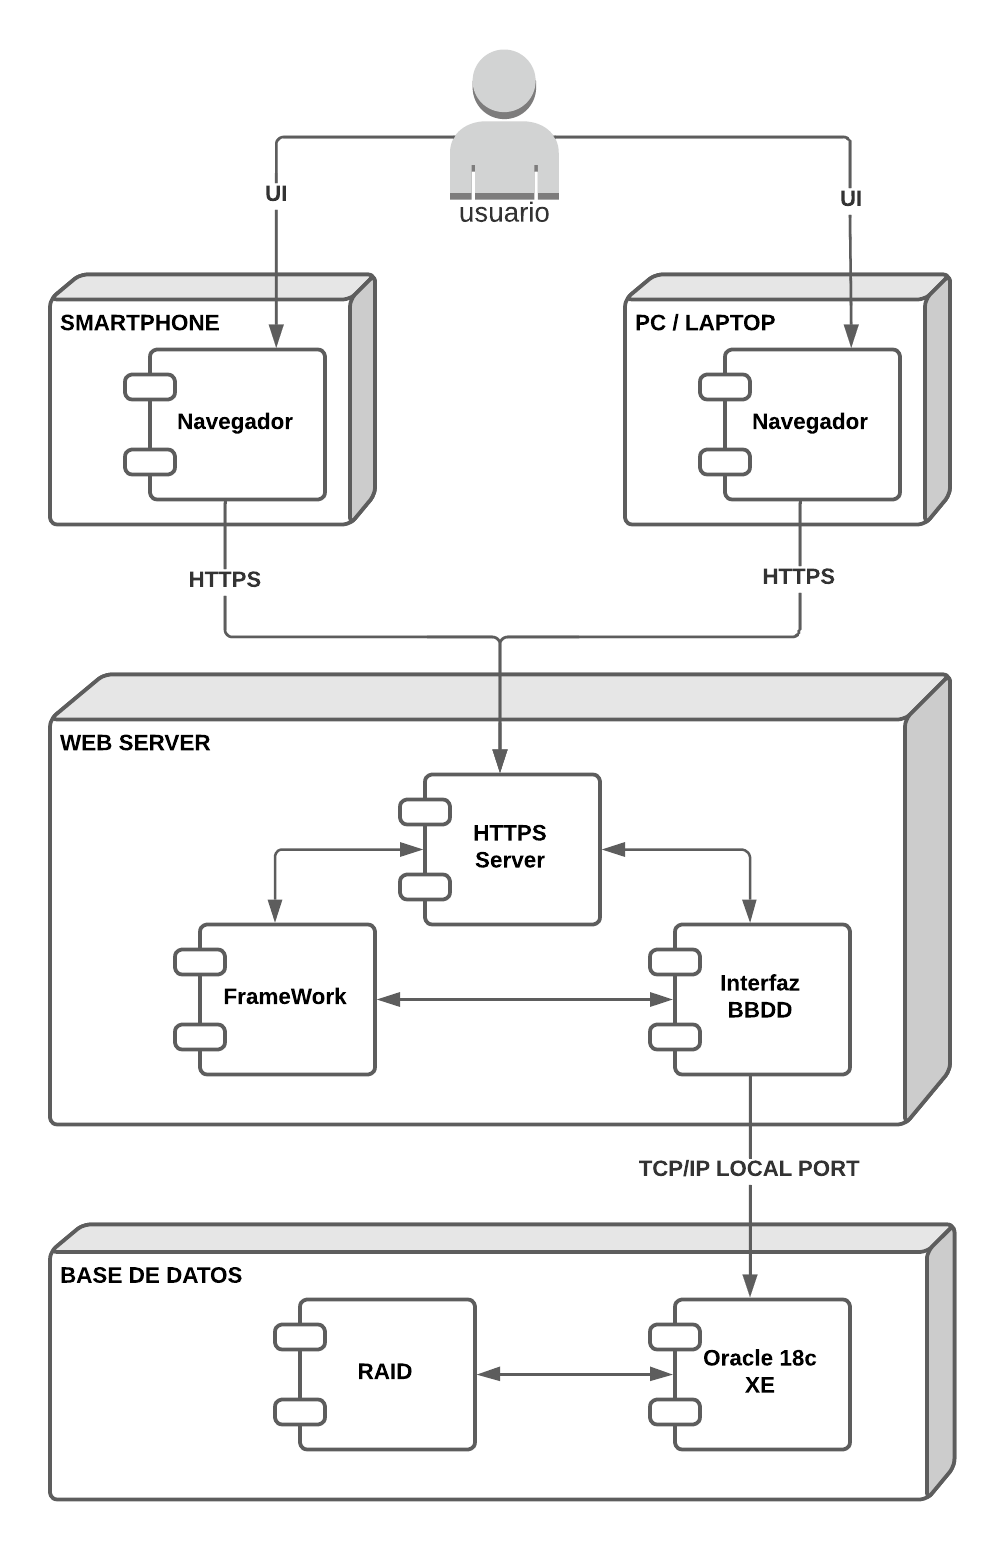 usuario
UI
UI
SMARTPHONE
PC / LAPTOP
Navegador
Navegador
HTTPS
HTTPS
WEB SERVER
HTTPS
Server
FrameWork
Interfaz
BBDD
TCP/IP LOCAL PORT
BASE DE DATOS
RAID
Oracle 18c
XE